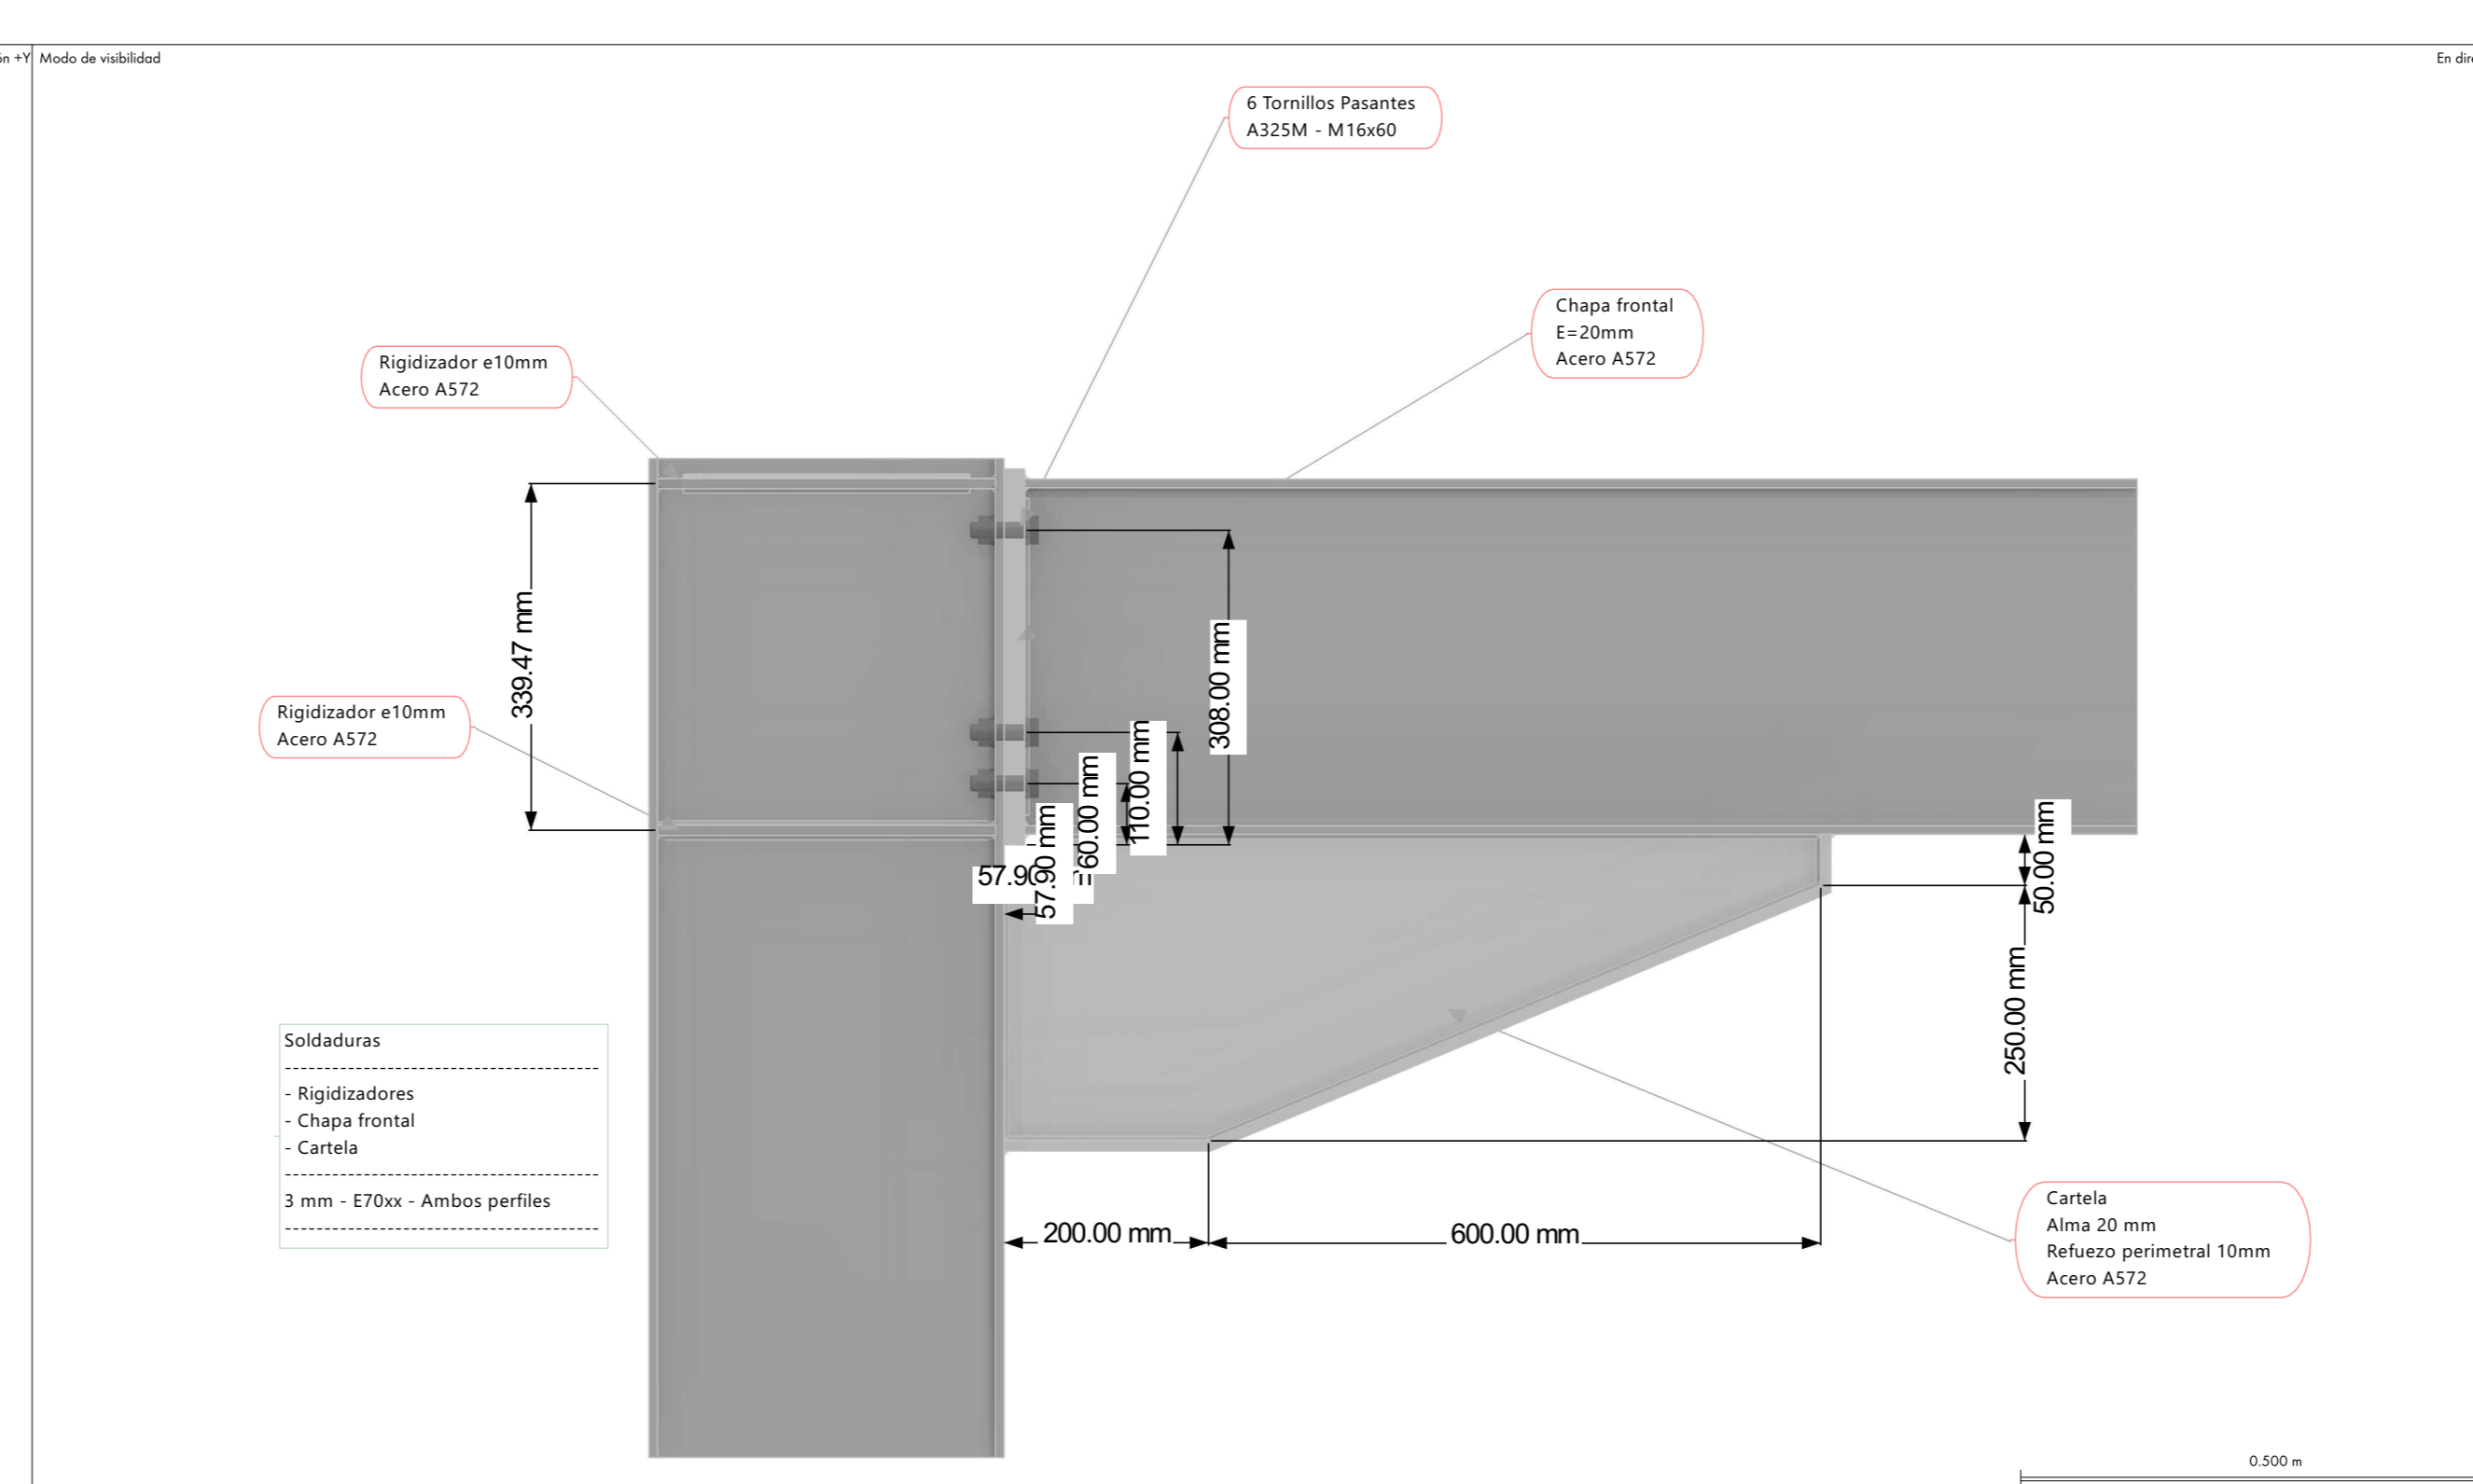 ón +Y
Modo de visibilidad
En dire
6 Tornillos Pasantes
A325M - M16x60
Chapa frontal
E=20mm
Acero A572
Rigidizador e10mm
Acero A572
339.47 mm
308.00 mm
Rigidizador e10mm
Acero A572
110.00 mm
60.00 mm
57.90 mm
57.90
50.00 mm
250.00 mm
Soldaduras
---------------------------------------
- Rigidizadores
- Chapa frontal
- Cartela
---------------------------------------
3 mm - E70xx - Ambos perfiles
---------------------------------------
200.00 mm
600.00 mm
Cartela
Alma 20 mm
Refuezo perimetral 10mm
Acero A572
0.500 m